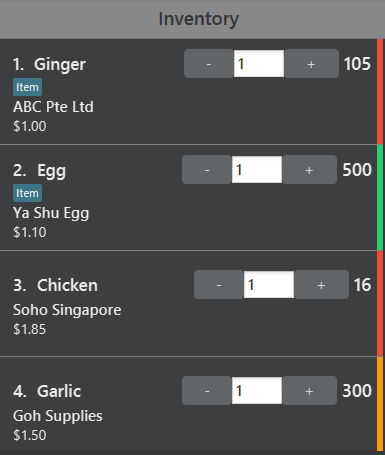 Inventory
1. Ginger - 1 + 105
Item
ABC Pte Ltd
$1.00
2. Egg - 1 + 500
Item
Ya Shu Egg
$1.10
3. Chicken - 1 + 16
Soho Singapore
$1.85
4. Garlic - 1 + 300
Goh Supplies
$1.50